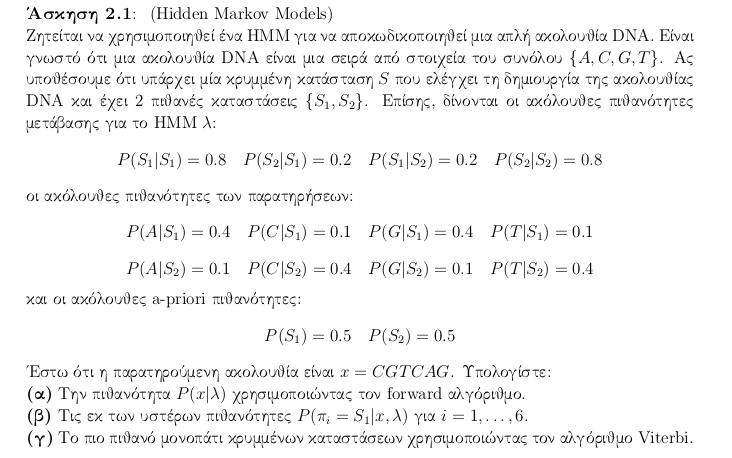 Άσκηση 2.1: (Hidden Markov Models)
Ζητείται να χρησιμοποιηθεί ένα HMM για να αποκωδικοποιηθεί μια απλή ακολουθία DNA. Είναι
γνωστό ότι μια ακολουθία DNA είναι μια σειρά από στοιχεία του συνόλου {A, C, G, T}. Ας
υποθέσουμε ότι υπάρχει μία κρυμμένη κατάσταση S που ελέγχει τη δημιουργία της ακολουθίας
DNA και έχει 2 πιθανές καταστάσεις {S₁, S₂}. Επίσης, δίνονται οι ακόλουθες πιθανότητες
μετάβασης για το HMM λ:
P(S₁|S₁) = 0.8 P(S₂|S₁) = 0.2 P(S₁|S₂) = 0.2 P(S₂|S₂) = 0.8
οι ακόλουθες πιθανότητες των παρατηρήσεων:
P(A|S₁) = 0.4 P(C|S₁) = 0.1 P(G|S₁) = 0.4 P(T|S₁) = 0.1
P(A|S₂) = 0.1 P(C|S₂) = 0.4 P(G|S₂) = 0.1 P(T|S₂) = 0.4
και οι ακόλουθες a-priori πιθανότητες:
P(S₁) = 0.5 P(S₂) = 0.5
Έστω ότι η παρατηρούμενη ακολουθία είναι x = CGTCAG. Υπολογίστε:
(α) Την πιθανότητα P(x|λ) χρησιμοποιώντας τον forward αλγόριθμο.
(β) Τις εκ των υστέρων πιθανότητες P(πᵢ = S₁|x, λ) για i = 1, . . . , 6.
(γ) Το πιο πιθανό μονοπάτι κρυμμένων καταστάσεων χρησιμοποιώντας τον αλγόριθμο Viterbi.